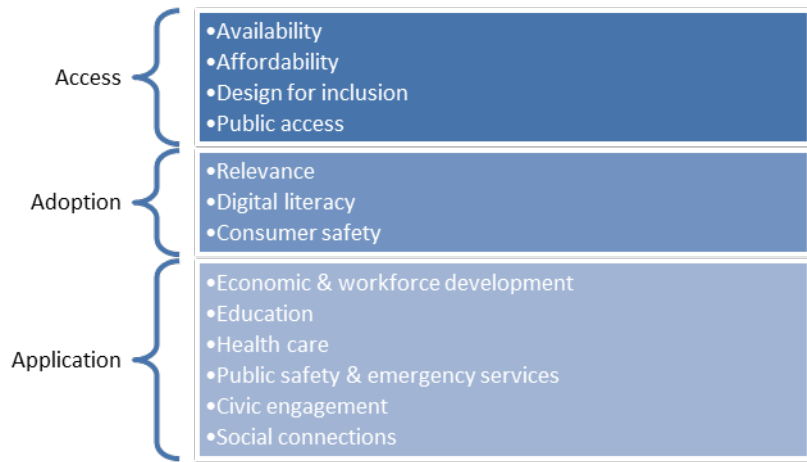 Access
•Availability
•Affordability
•Design for inclusion
•Public access
Adoption
•Relevance
•Digital literacy
•Consumer safety
Application
•Economic & workforce development
•Education
•Health care
•Public safety & emergency services
•Civic engagement
•Social connections